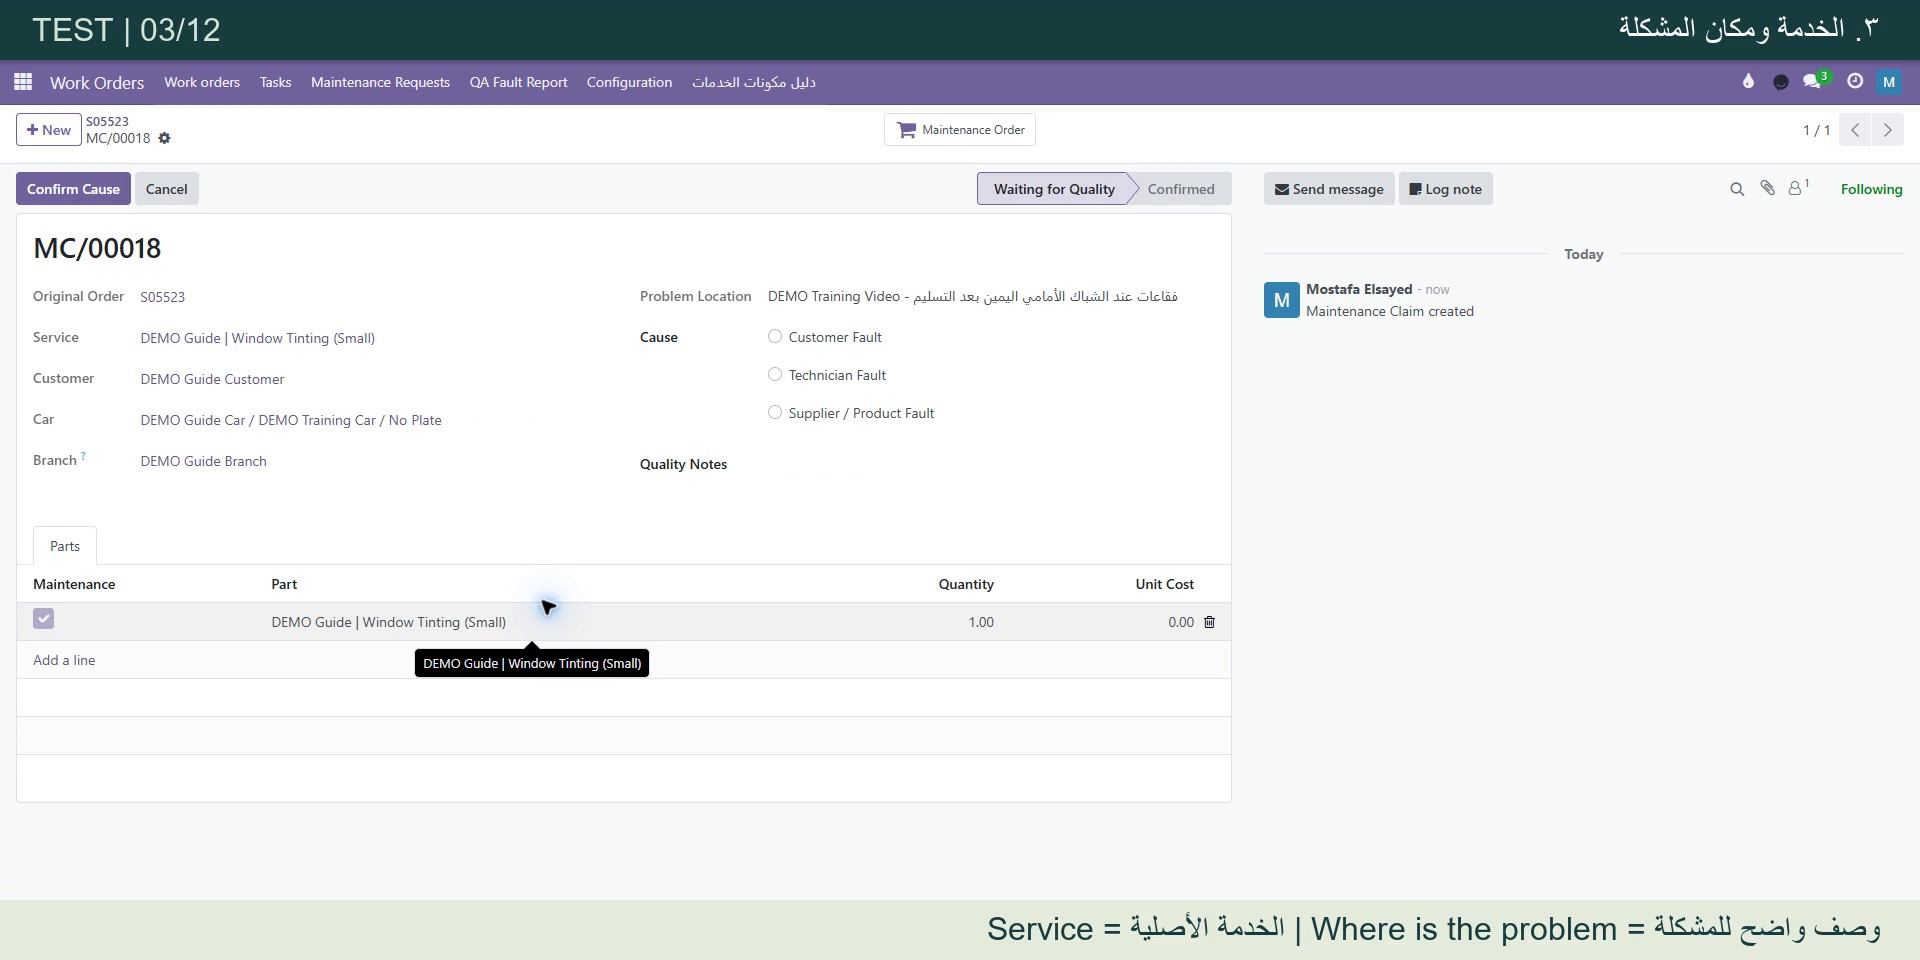 TEST | 03/12
٣. الخدمة ومكان المشكلة
Work Orders Work orders Tasks Maintenance Requests QA Fault Report Configuration دليل مكونات الخدمات
3 M
New
S05523
MC/00018
Maintenance Order
1 / 1
Confirm Cause Cancel
Waiting for Quality Confirmed
Send message Log note
1 Following
MC/00018
Original Order S05523
Service DEMO Guide | Window Tinting (Small)
Customer DEMO Guide Customer
Car DEMO Guide Car / DEMO Training Car / No Plate
Branch ? DEMO Guide Branch
Problem Location DEMO Training Video - فقاعات عند الشباك الأمامي اليمين بعد التسليم
Cause Customer Fault
Technician Fault
Supplier / Product Fault
Quality Notes
Today
M Mostafa Elsayed - now
Maintenance Claim created
Parts
Maintenance Part Quantity Unit Cost
DEMO Guide | Window Tinting (Small) 1.00 0.00
Add a line
DEMO Guide | Window Tinting (Small)
Service = الخدمة الأصلية | Where is the problem = وصف واضح للمشكلة